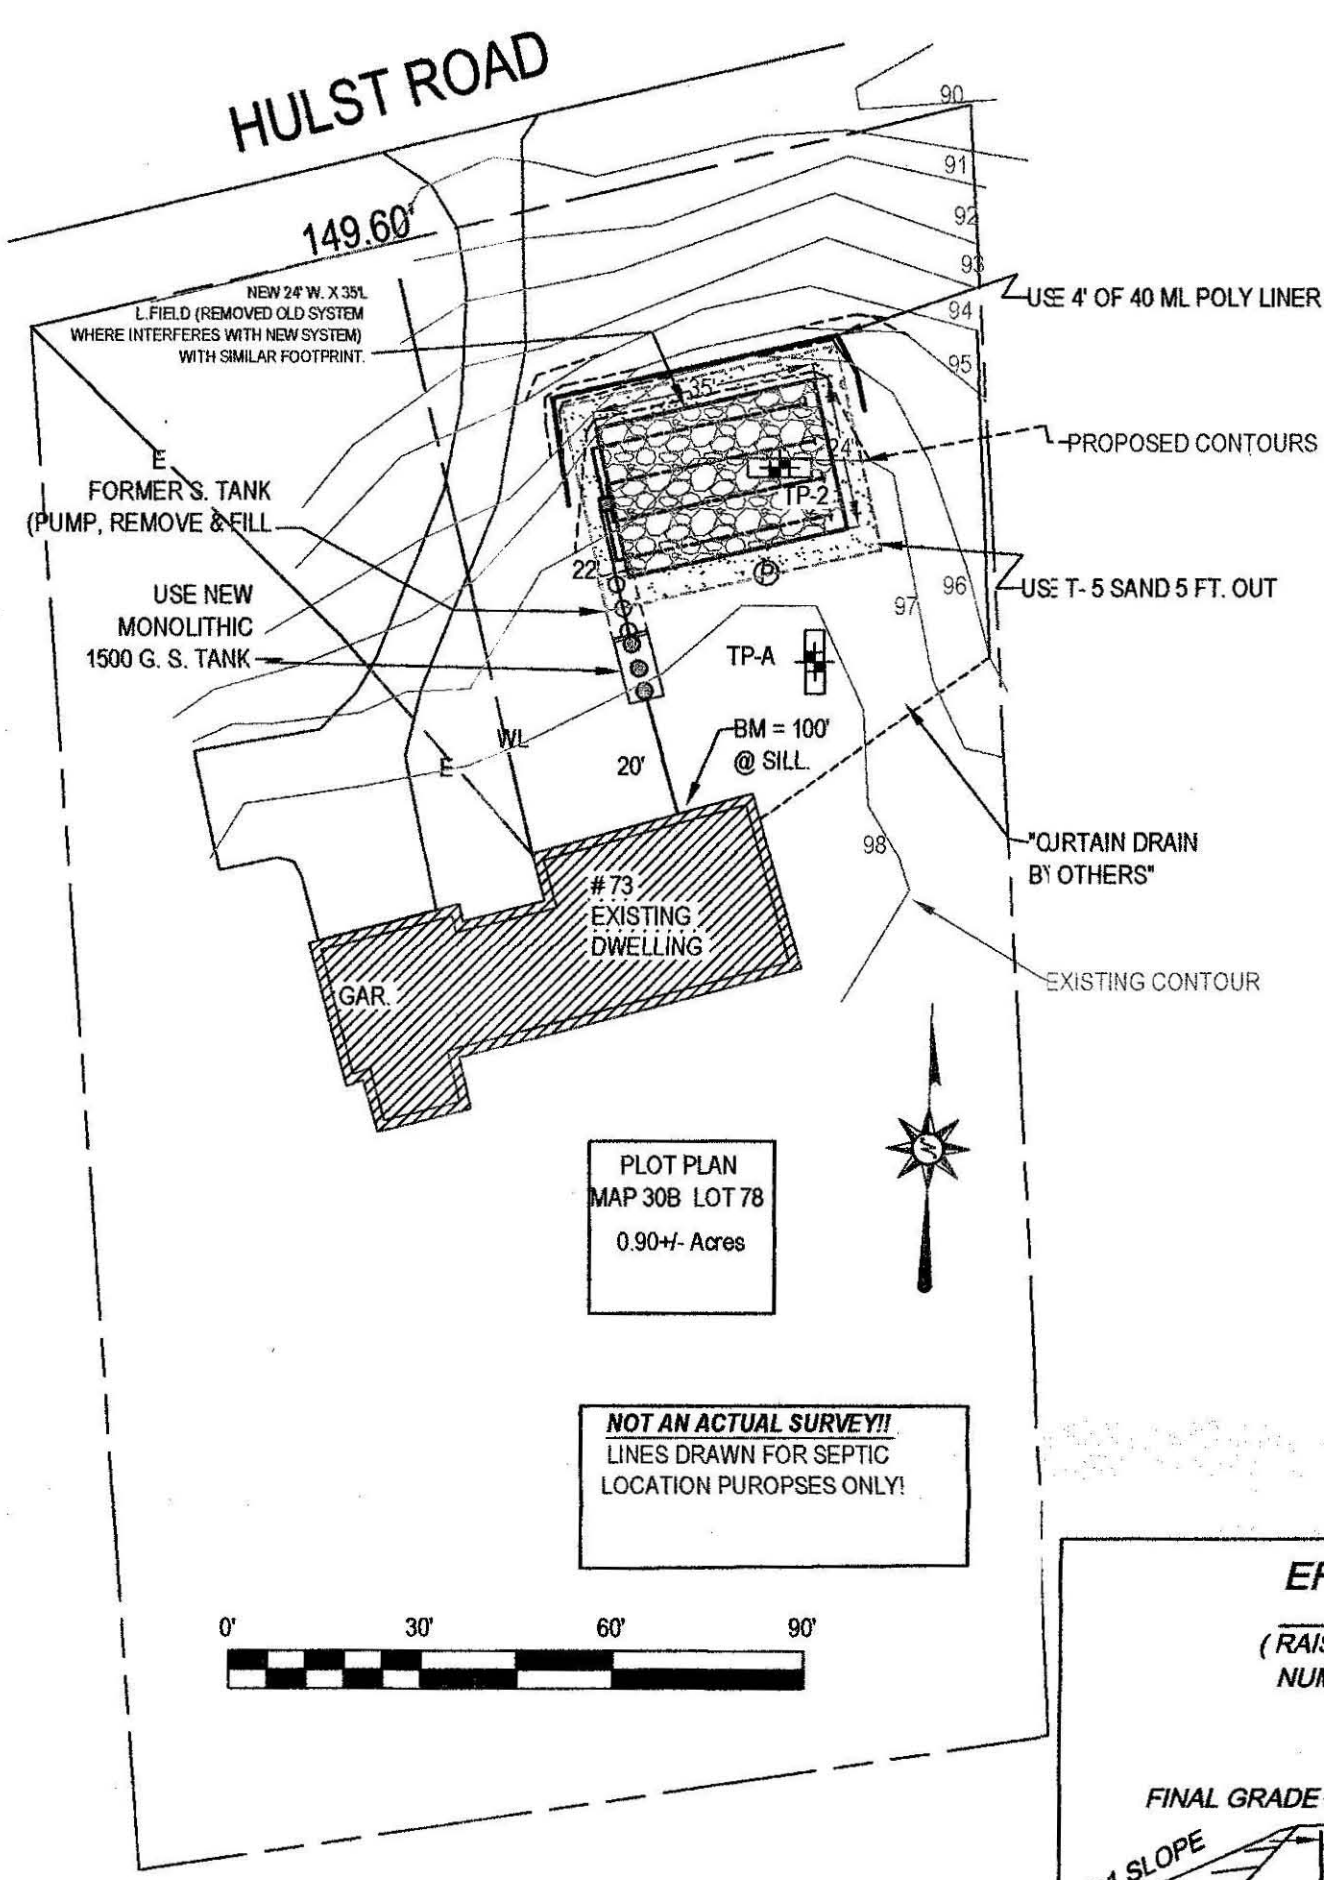 HULST ROAD
149.60'
90
91
92
93
94
95
96
97
98
NEW 24' W. X 35'L
L.FIELD (REMOVED OLD SYSTEM
WHERE INTERFERES WITH NEW SYSTEM)
WITH SIMILAR FOOTPRINT.
USE 4' OF 40 ML POLY LINER
35'
24'
PROPOSED CONTOURS
E
FORMER S. TANK
(PUMP, REMOVE & FILL
TP-2
22'
P
USE T- 5 SAND 5 FT. OUT
USE NEW
MONOLITHIC
1500 G. S. TANK
TP-A
BM = 100'
@ SILL.
WL
E
20'
"CURTAIN DRAIN
BY OTHERS"
# 73
EXISTING
DWELLING
GAR.
EXISTING CONTOUR
N
PLOT PLAN
MAP 30B LOT 78
0.90+/- Acres
NOT AN ACTUAL SURVEY!!
LINES DRAWN FOR SEPTIC
LOCATION PUROPSES ONLY!
0' 30' 60' 90'
FINAL GRADE
SLOPE